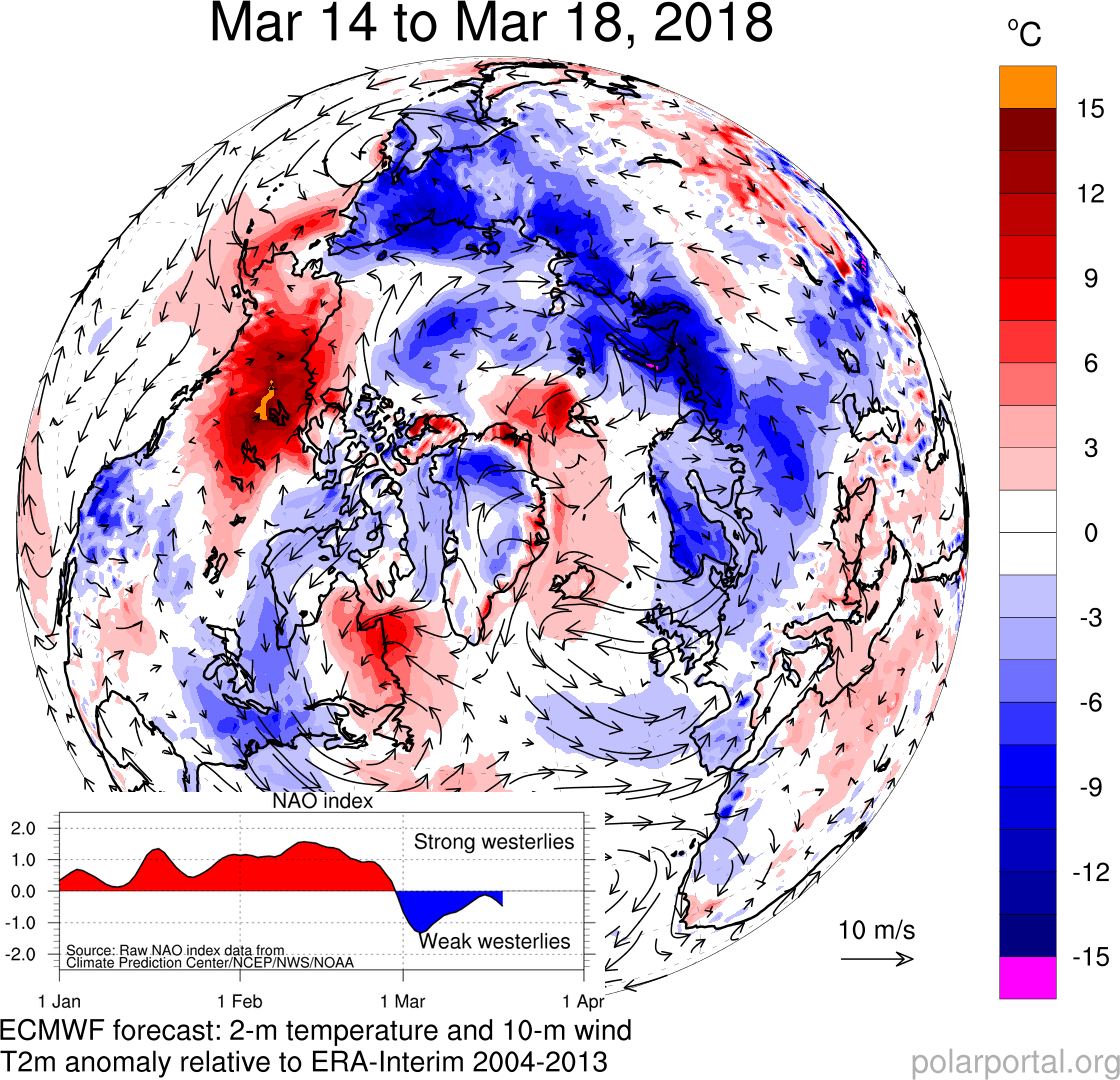 Mar 14 to Mar 18, 2018
oC
15
12
9
6
3
0
-3
-6
-9
-12
-15
10 m/s
NAO index
2.0
1.0
0.0
-1.0
-2.0
Strong westerlies
Weak westerlies
Source: Raw NAO index data from
Climate Prediction Center/NCEP/NWS/NOAA
1 Jan 1 Feb 1 Mar 1 Apr
ECMWF forecast: 2-m temperature and 10-m wind
T2m anomaly relative to ERA-Interim 2004-2013
polarportal.org